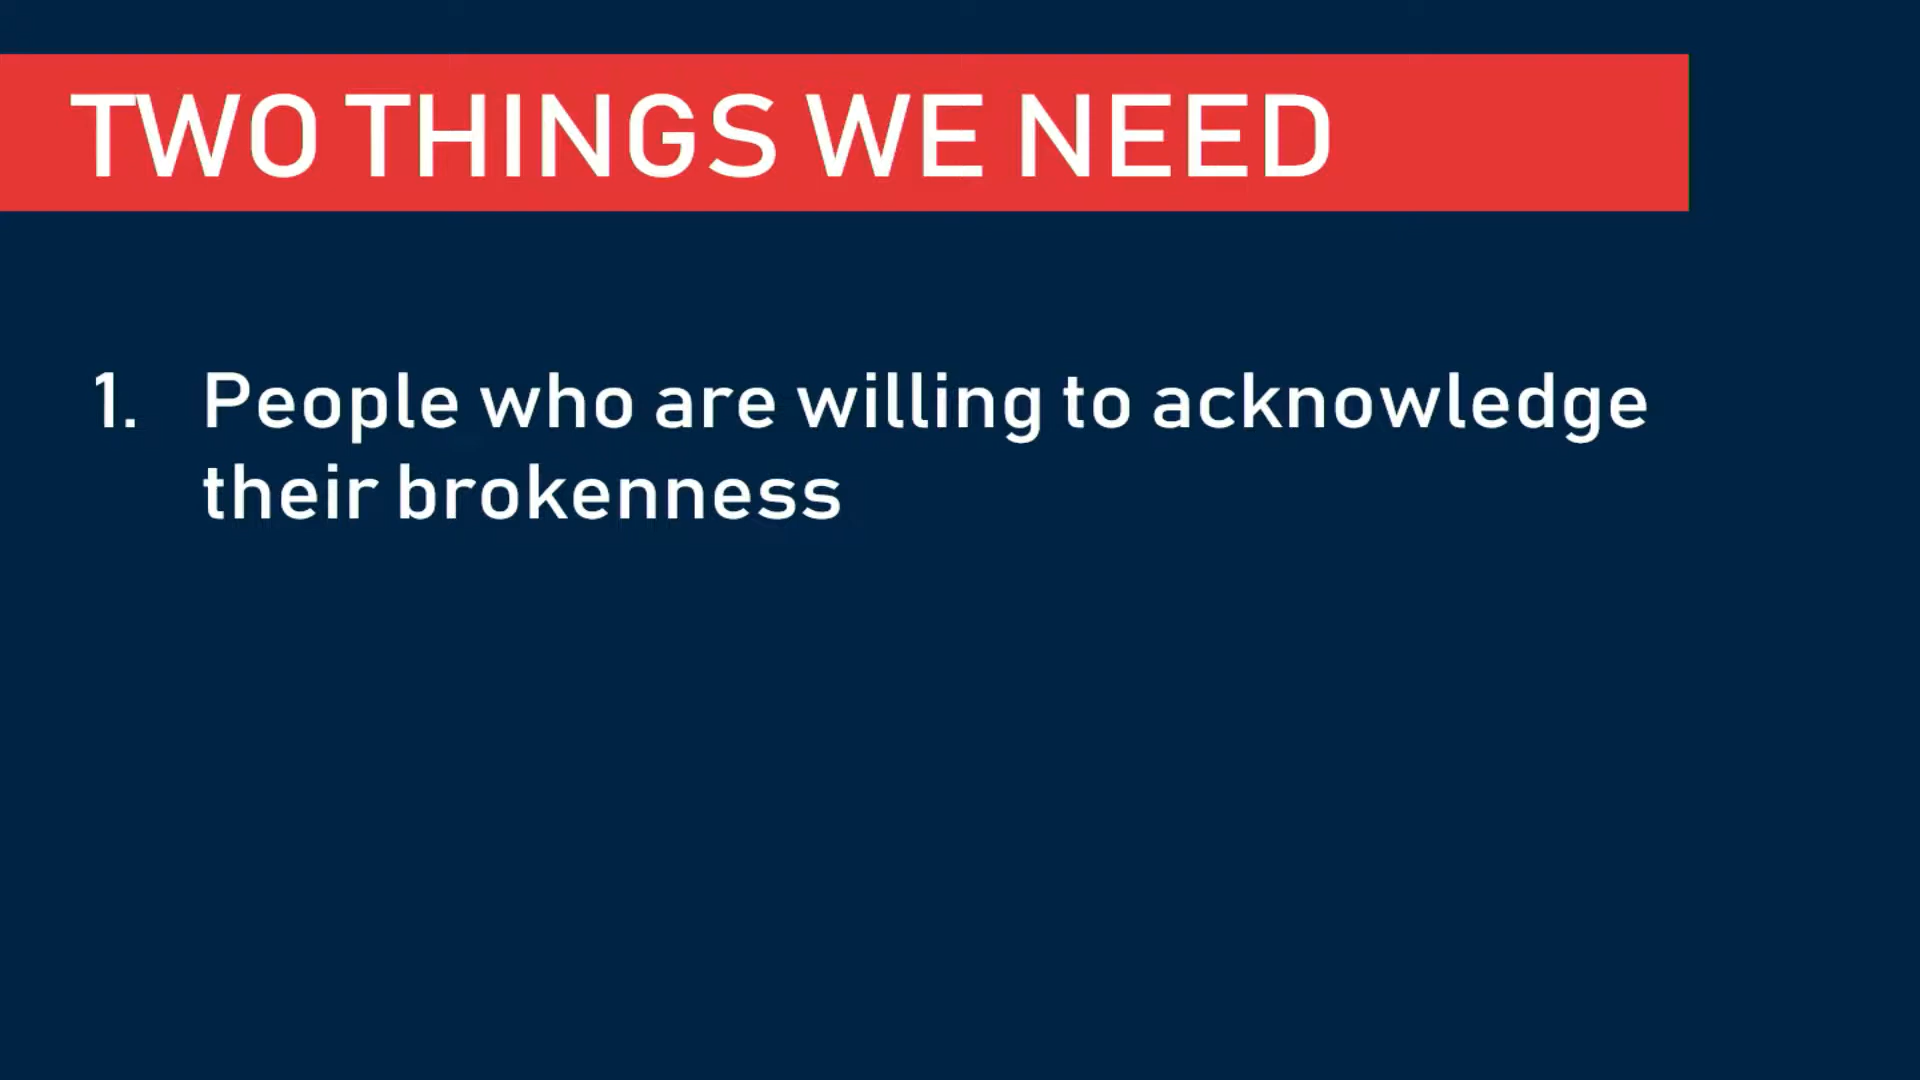 TWO THINGS WE NEED
1. People who are willing to acknowledge
their brokenness